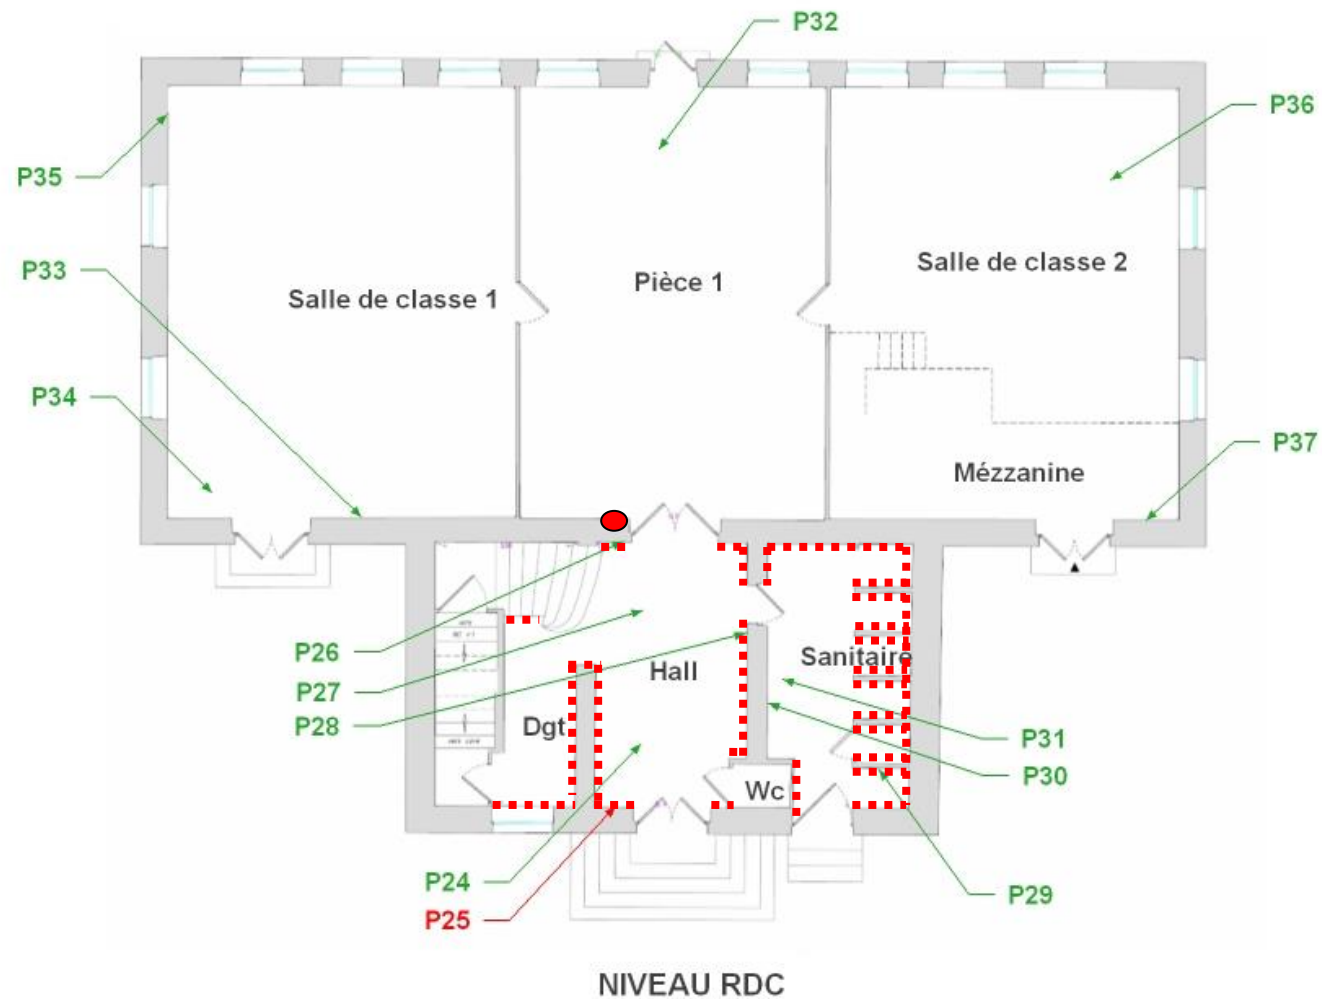 P32
P36
P35
Salle de classe 2
P33
Pièce 1
Salle de classe 1
P34
P37
Mézzanine
P26
Sanitaire
P27
Hall
P28
Dgt
P31
P30
Wc
P24
P29
P25
NIVEAU RDC